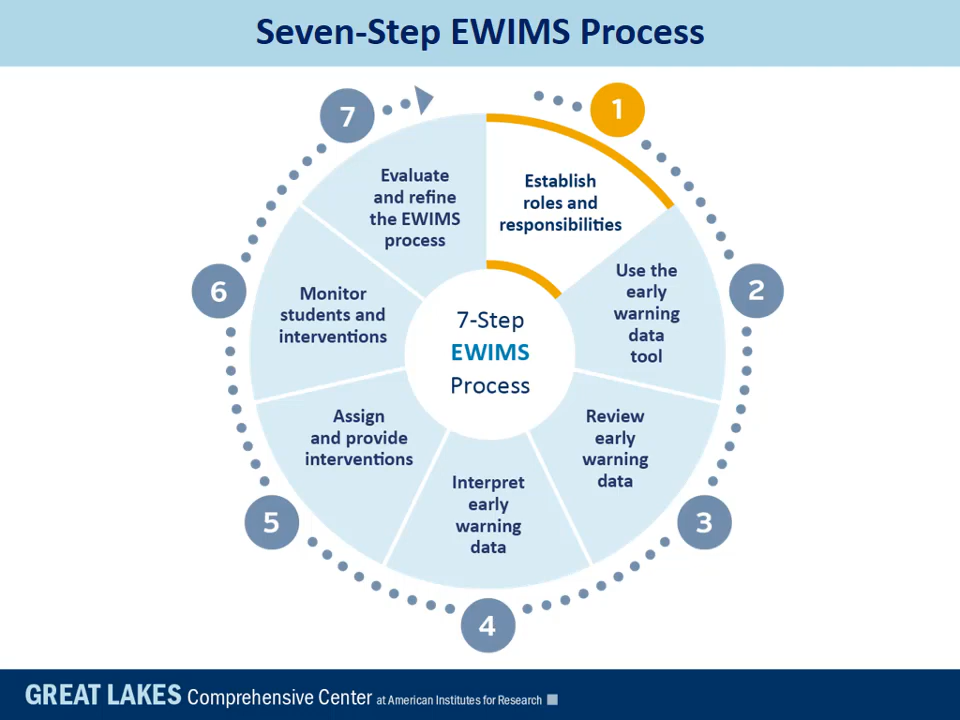 Seven-Step EWIMS Process
1
Establish
roles and
responsibilities
2
Use the
early
warning
data
tool
3
Review
early
warning
data
4
Interpret
early
warning
data
5
Assign
and provide
interventions
6
Monitor
students and
interventions
7
Evaluate
and refine
the EWIMS
process
7-Step
EWIMS
Process
GREAT LAKES Comprehensive Center at American Institutes for Research